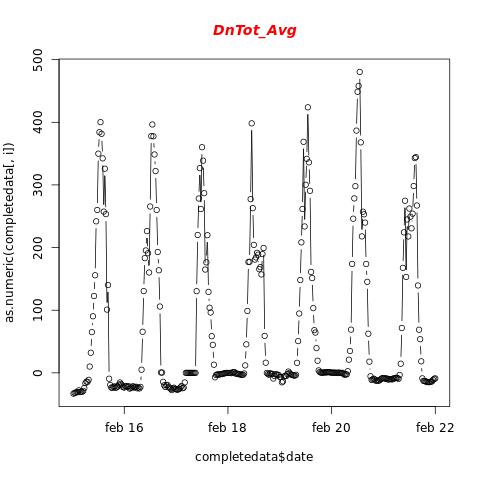 DnTot_Avg
500
400
300
200
100
0
as.numeric(completedata[, i])
feb 16
feb 18
feb 20
feb 22
completedata$date